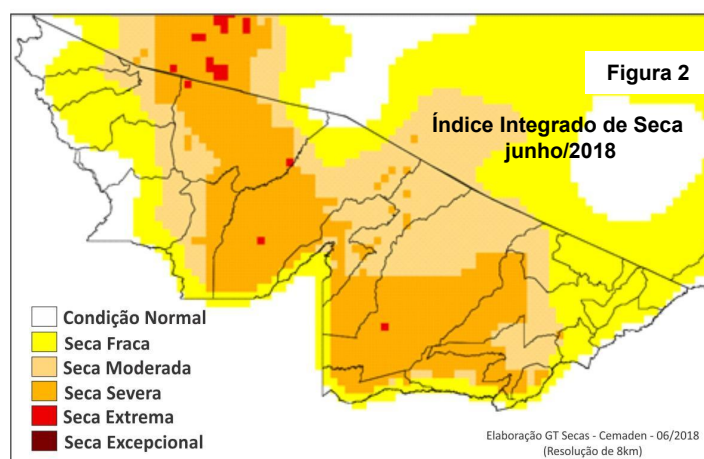 Figura 2
Índice Integrado de Seca
junho/2018
Condição Normal
Seca Fraca
Seca Moderada
Seca Severa
Seca Extrema
Seca Excepcional
Elaboração GT Secas - Cemaden - 06/2018
(Resolução de 8km)